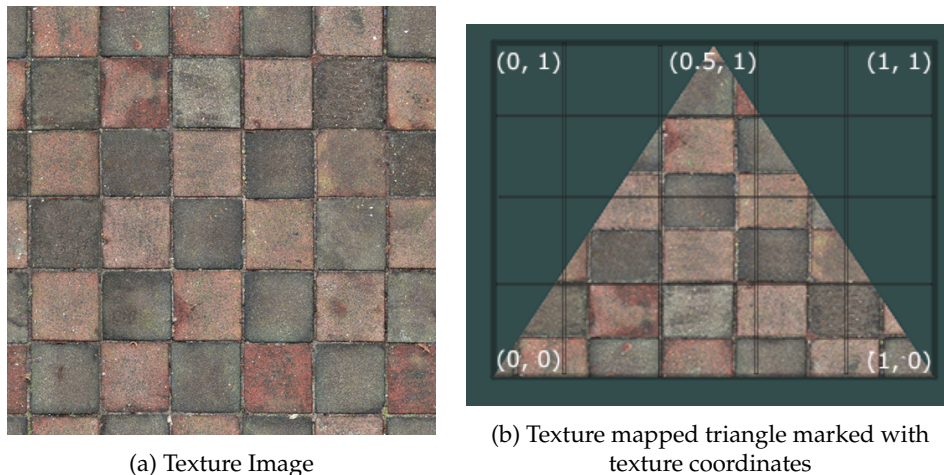 (0, 1)
(0.5, 1)
(1, 1)
(0, 0)
(1, 0)
(a) Texture Image
(b) Texture mapped triangle marked with
texture coordinates